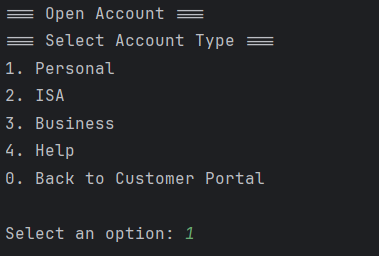 === Open Account ===
=== Select Account Type ===
1. Personal
2. ISA
3. Business
4. Help
0. Back to Customer Portal
Select an option: 1